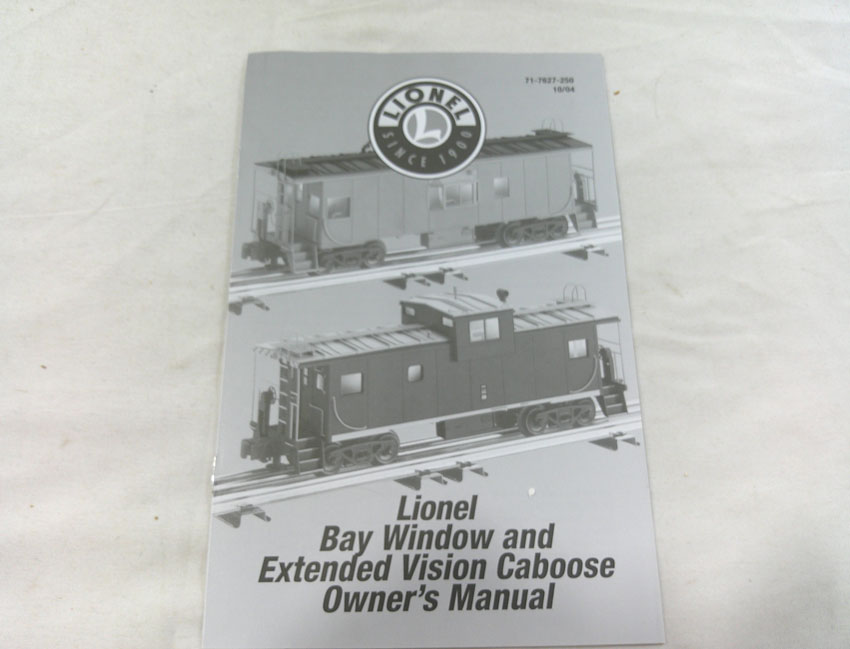 71-7627-250
10/04
LIONEL
L
SINCE 1900
Lionel
Bay Window and
Extended Vision Caboose
Owner's Manual